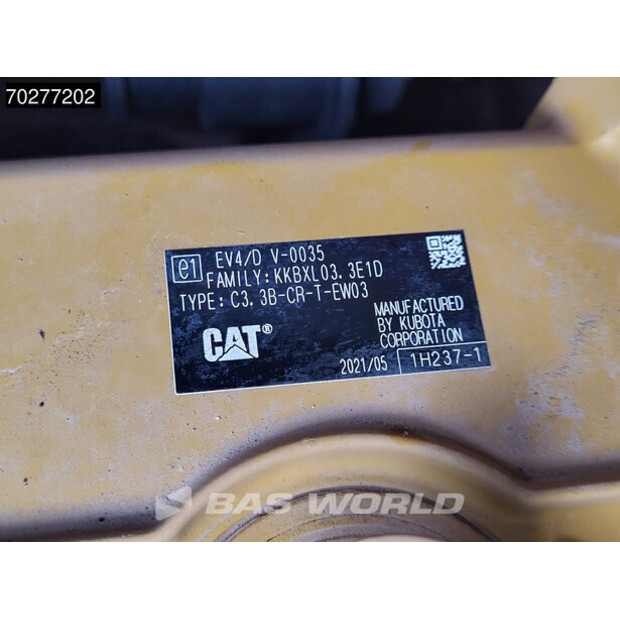 70277202
e1 EV4/D V-0035
FAMILY:KKBXL03.3E1D
TYPE:C3.3B-CR-T-EW03
CAT®
MANUFACTURED
BY KUBOTA
CORPORATION
2021/05 1H237-1
BAS WORLD